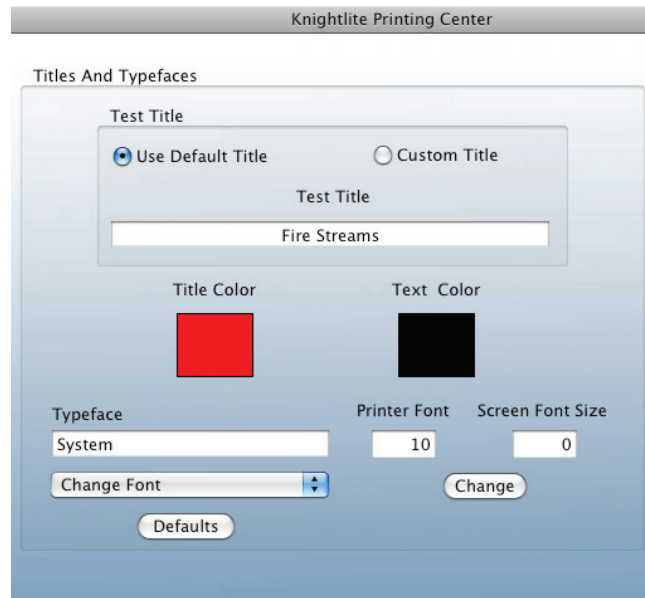 Knightlite Printing Center
Titles And Typefaces
Test Title
Use Default Title Custom Title
Test Title
Fire Streams
Title Color Text Color
Typeface Printer Font Screen Font Size
System 10 0
Change Font Change
Defaults